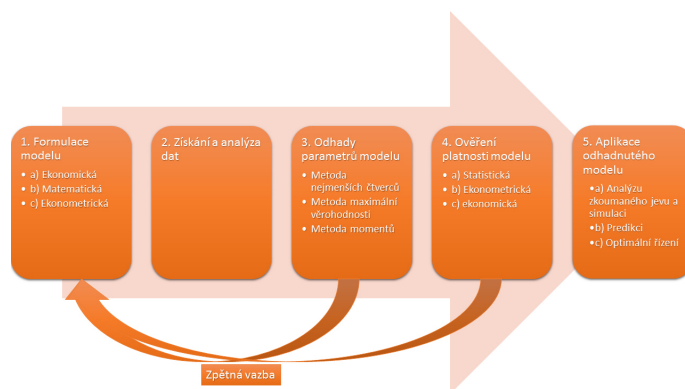 1. Formulace
modelu
• a) Ekonomická
• b) Matematická
• c) Ekonometrická
2. Získání a analýza
dat
3. Odhady
parametrů modelu
• Metoda
nejmenších čtverců
• Metoda maximální
věrohodnosti
• Metoda momentů
4. Ověření
platnosti modelu
• a) Statistická
• b) Ekonometrická
• c) ekonomická
5. Aplikace
odhadnutého
modelu
•a) Analýzu
zkoumaného jevu a
simulaci
•b) Predikci
•c) Optimální řízení
Zpětná vazba